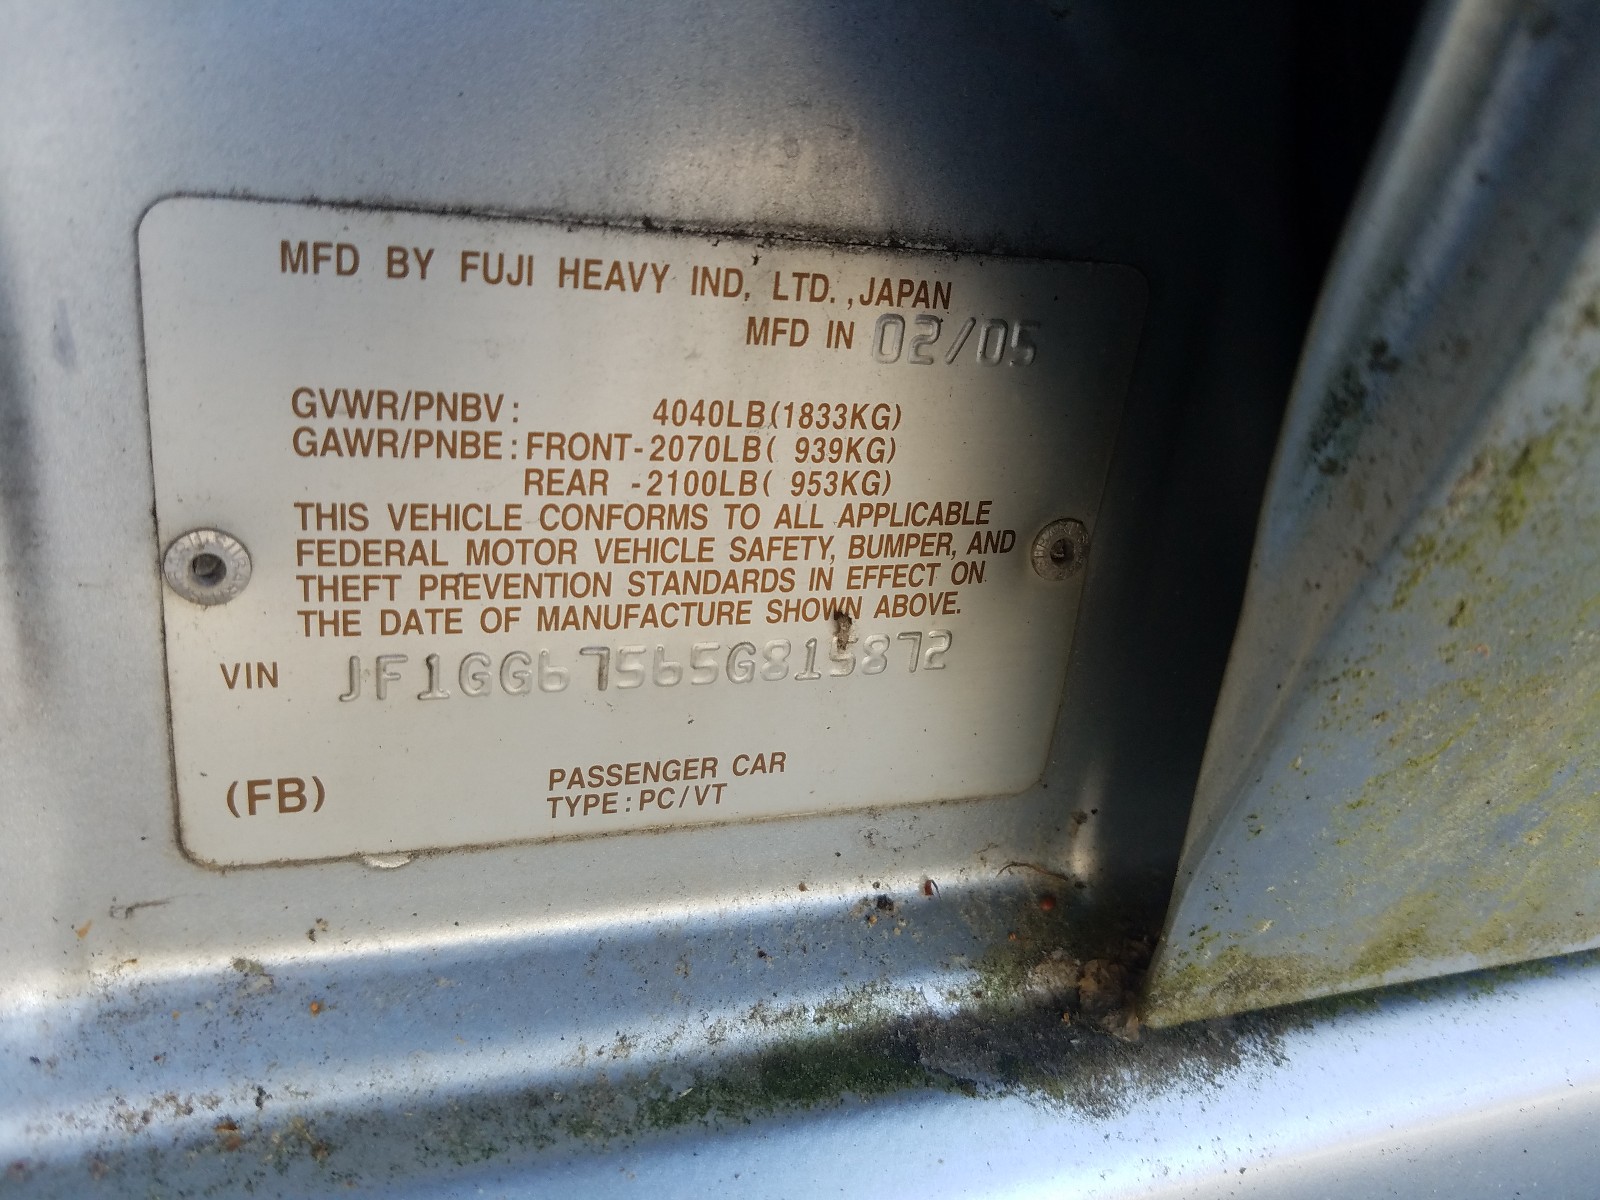 MFD BY FUJI HEAVY IND, LTD. ,JAPAN
MFD IN 02/05
GVWR/PNBV: 4040LB(1833KG)
GAWR/PNBE: FRONT-2070LB( 939KG)
REAR -2100LB( 953KG)
THIS VEHICLE CONFORMS TO ALL APPLICABLE
FEDERAL MOTOR VEHICLE SAFETY, BUMPER, AND
THEFT PREVENTION STANDARDS IN EFFECT ON
THE DATE OF MANUFACTURE SHOWN ABOVE.
VIN JF1GG67565G815872
(FB) PASSENGER CAR
TYPE: PC/VT